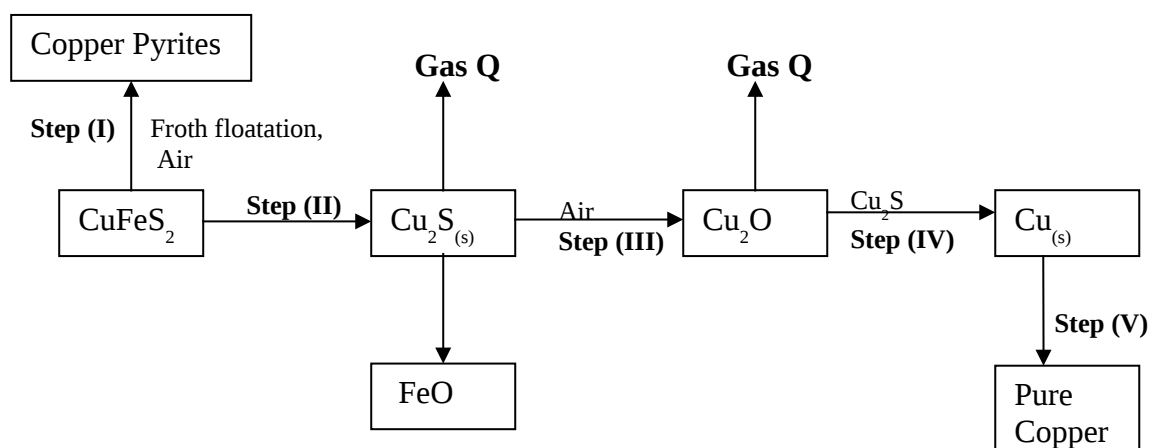 Copper Pyrites
Gas Q
Gas Q
Step (I)
Froth floatation,
Air
CuFeS₂
Step (II)
Cu₂S₍s₎
Air
Step (III)
Cu₂O
Cu₂S
Step (IV)
Cu₍s₎
Step (V)
FeO
Pure
Copper